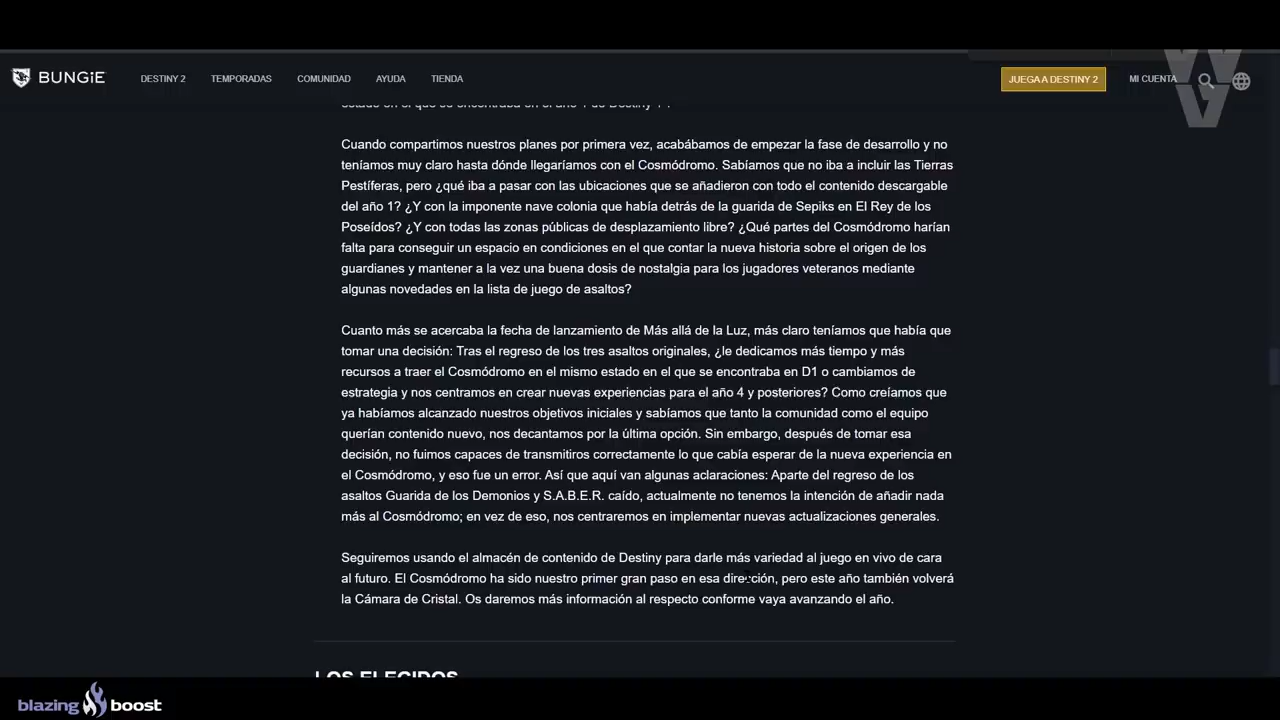 BUNGiE
DESTINY 2
TEMPORADAS
COMUNIDAD
AYUDA
TIENDA
JUEGA A DESTINY 2
MI CUENTA
WG
Cuando compartimos nuestros planes por primera vez, acabábamos de empezar la fase de desarrollo y no
teníamos muy claro hasta dónde llegaríamos con el Cosmódromo. Sabíamos que no iba a incluir las Tierras
Pestíferas, pero ¿qué iba a pasar con las ubicaciones que se añadieron con todo el contenido descargable
del año 1? ¿Y con la imponente nave colonia que había detrás de la guarida de Sepiks en El Rey de los
Poseídos? ¿Y con todas las zonas públicas de desplazamiento libre? ¿Qué partes del Cosmódromo harían
falta para conseguir un espacio en condiciones en el que contar la nueva historia sobre el origen de los
guardianes y mantener a la vez una buena dosis de nostalgia para los jugadores veteranos mediante
algunas novedades en la lista de juego de asaltos?
Cuanto más se acercaba la fecha de lanzamiento de Más allá de la Luz, más claro teníamos que había que
tomar una decisión: Tras el regreso de los tres asaltos originales, ¿le dedicamos más tiempo y más
recursos a traer el Cosmódromo en el mismo estado en el que se encontraba en D1 o cambiamos de
estrategia y nos centramos en crear nuevas experiencias para el año 4 y posteriores? Como creíamos que
ya habíamos alcanzado nuestros objetivos iniciales y sabíamos que tanto la comunidad como el equipo
querían contenido nuevo, nos decantamos por la última opción. Sin embargo, después de tomar esa
decisión, no fuimos capaces de transmitiros correctamente lo que cabía esperar de la nueva experiencia en
el Cosmódromo, y eso fue un error. Así que aquí van algunas aclaraciones: Aparte del regreso de los
asaltos Guarida de los Demonios y S.A.B.E.R. caído, actualmente no tenemos la intención de añadir nada
más al Cosmódromo; en vez de eso, nos centraremos en implementar nuevas actualizaciones generales.
Seguiremos usando el almacén de contenido de Destiny para darle más variedad al juego en vivo de cara
al futuro. El Cosmódromo ha sido nuestro primer gran paso en esa dirección, pero este año también volverá
la Cámara de Cristal. Os daremos más información al respecto conforme vaya avanzando el año.
LOS ELEGIDOS
blazing boost